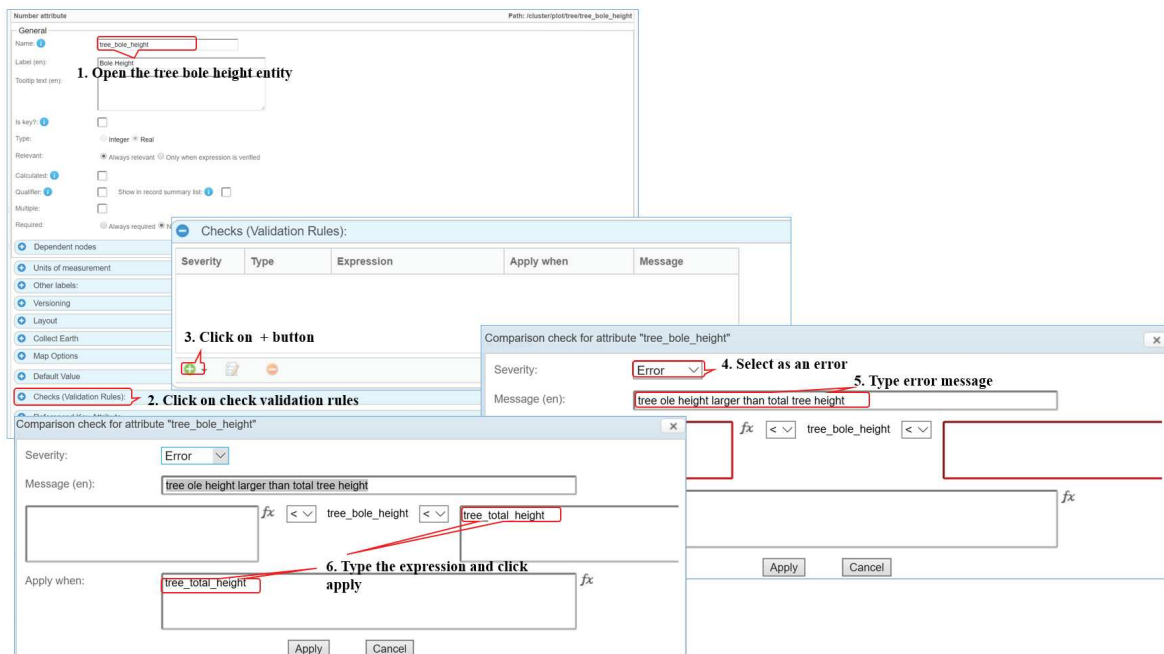 Number attribute Path: /cluster/plot/tree/tree_bole_height
General
Name: tree_bole_height
Label (en): Bole Height
1. Open the tree bole height entity
Tooltip text (en):
Is key?:
Type: Integer Real
Relevant: Always relevant Only when expression is verified
Calculated:
Qualifier: Show in record summary list:
Multiple:
Required: Always required N
Dependent nodes
Units of measurement
Other labels:
Versioning
Layout
Collect Earth
Map Options
Default Value
Checks (Validation Rules):
2. Click on check validation rules
Referenced Key Attribute
Checks (Validation Rules):
Severity Type Expression Apply when Message
3. Click on + button
Comparison check for attribute "tree_bole_height"
Severity: Error
4. Select as an error
5. Type error message
Message (en): tree ole height larger than total tree height
fx < tree_bole_height <
fx
Apply Cancel
Comparison check for attribute "tree_bole_height"
Severity: Error
Message (en): tree ole height larger than total tree height
fx < tree_bole_height < tree_total_height
6. Type the expression and click
apply
Apply when: tree_total_height fx
Apply Cancel